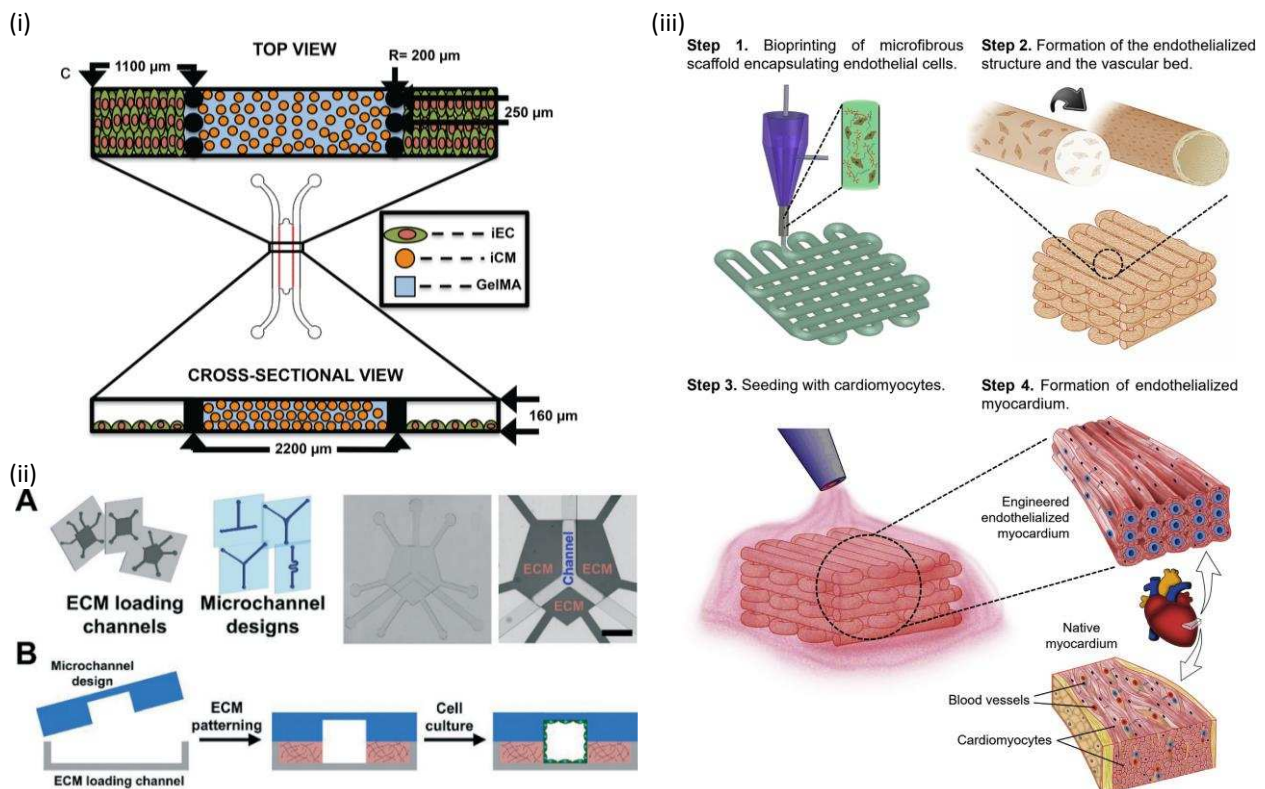 (i)
TOP VIEW
C
1100 µm
R= 200 µm
250 µm
iEC
iCM
GelMA
CROSS-SECTIONAL VIEW
160 µm
2200 µm
(ii)
A
ECM loading
channels
Microchannel
designs
ECM
Channel
ECM
ECM
B
Microchannel
design
ECM
patterning
Cell
culture
ECM loading channel
(iii)
Step 1. Bioprinting of microfibrous
scaffold encapsulating endothelial cells.
Step 2. Formation of the endothelialized
structure and the vascular bed.
Step 3. Seeding with cardiomyocytes.
Step 4. Formation of endothelialized
myocardium.
Engineered
endothelialized
myocardium
Native
myocardium
Blood vessels
Cardiomyocytes